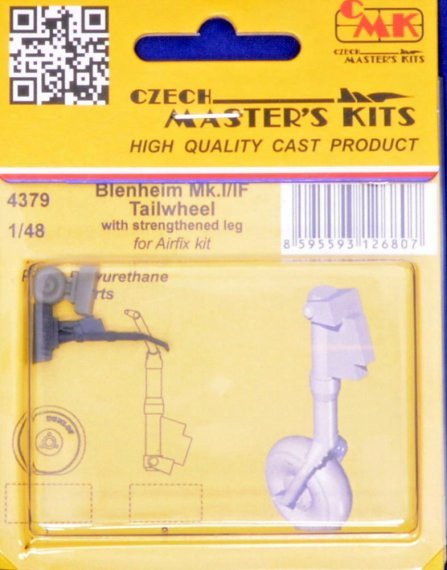 CMK
CZECH
MASTER'S KITS
CZECH
MASTER'S KITS
HIGH QUALITY CAST PRODUCT
4379
1/48
Blenheim Mk.I/IF
Tailwheel
with strengthened leg
for Airfix kit
8 595593 126807
DUNLOP